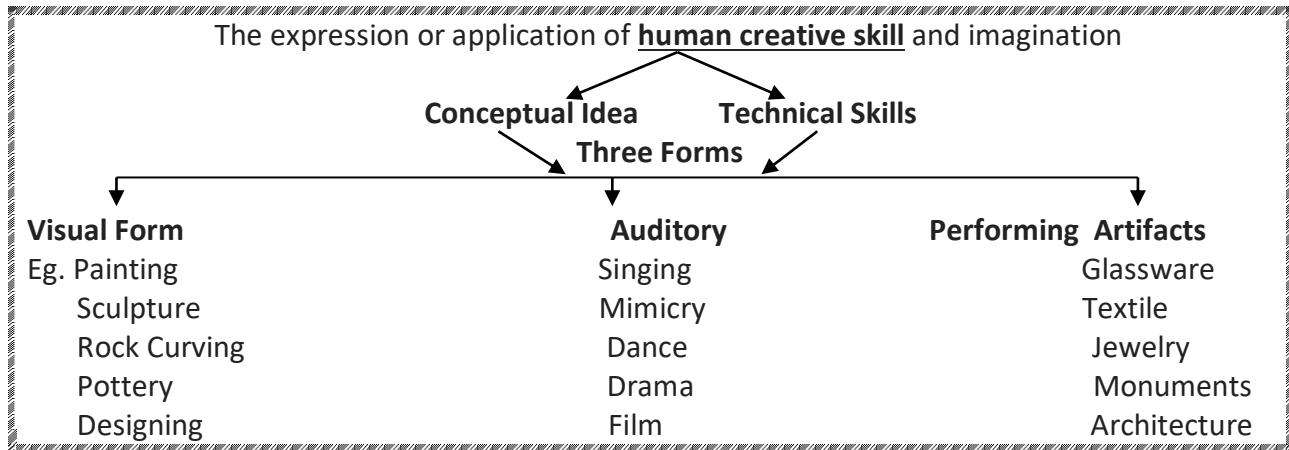 The expression or application of human creative skill and imagination
Conceptual Idea Technical Skills
Three Forms
Visual Form Auditory Performing Artifacts
Eg. Painting Singing Glassware
Sculpture Mimicry Textile
Rock Curving Dance Jewelry
Pottery Drama Monuments
Designing Film Architecture